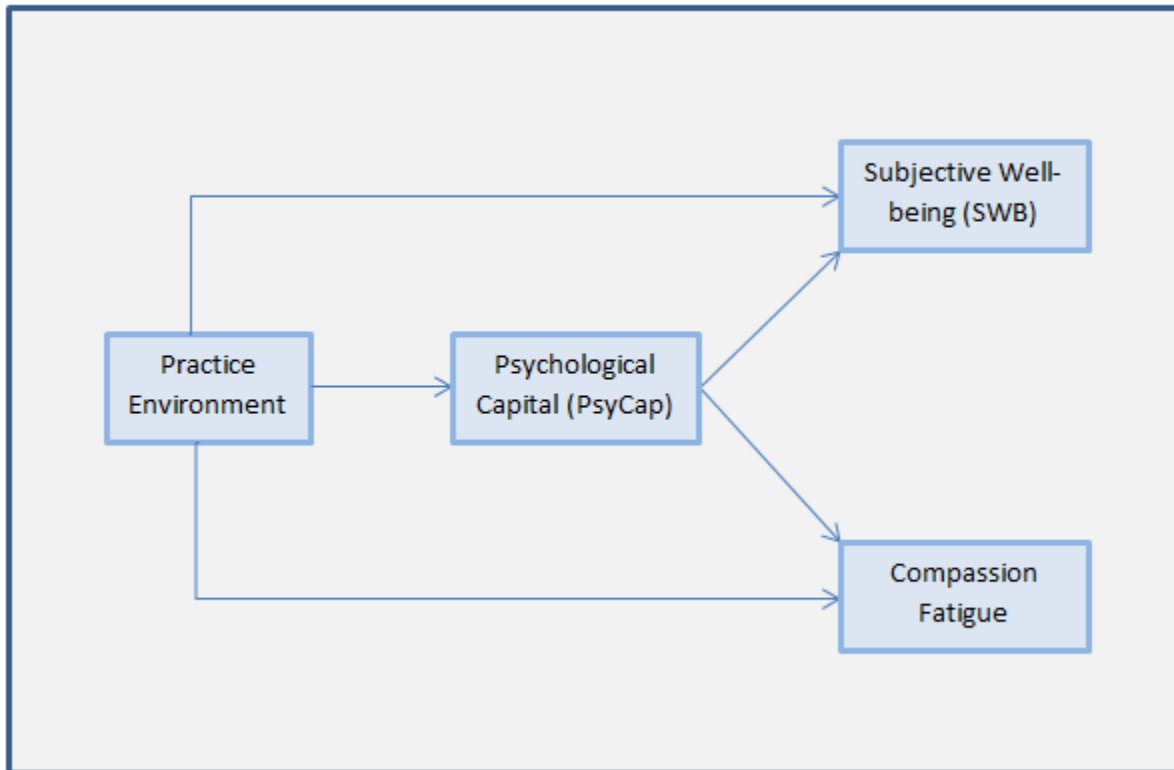 Subjective Well-
being (SWB)
Practice
Environment
Psychological
Capital (PsyCap)
Compassion
Fatigue